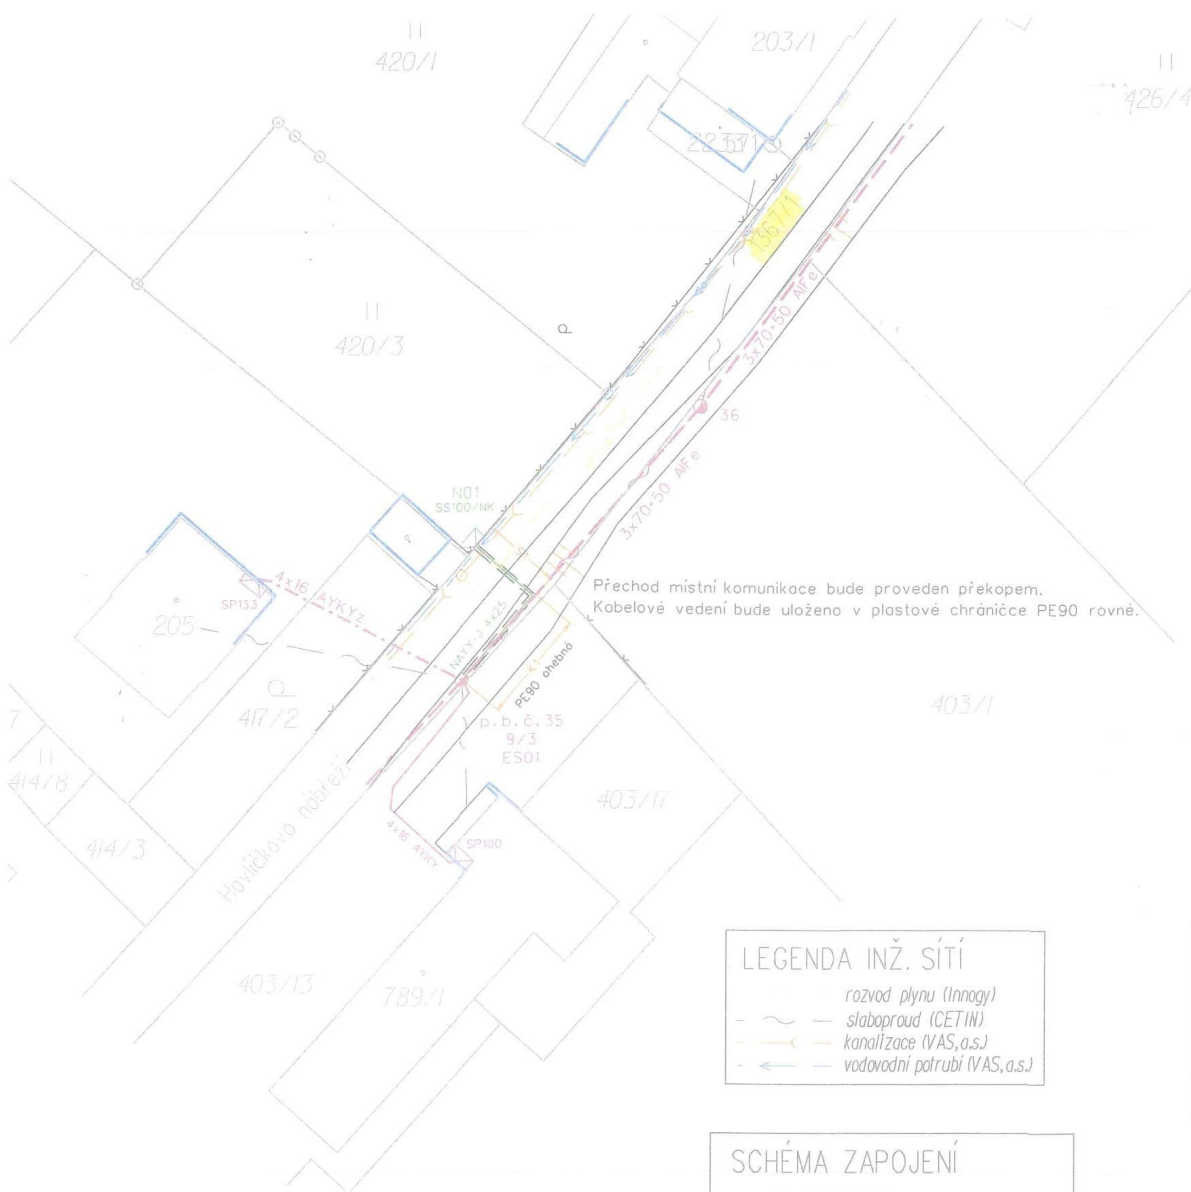 II
420/1
203/1
II
426/4
1367/1
II
420/3
3x70+50 AlFe
36
N01
SS100/NK
3x70+50 AlFe
Přechod místní komunikace bude proveden překopem.
Kabelové vedení bude uloženo v plastové chráničce PE90 rovné.
4x16 AYKYZ
SP133
205
NAYY-J 4x25
K1
PE90 ohebná
417/2
p.b.č.35
9/3
ES01
403/1
7
II
414/8
403/17
Havlíčkovo nábřeží
414/3
4x16 AYKY
SP100
403/13
789/1
LEGENDA INŽ. SÍTÍ
rozvod plynu (Innogy)
slaboproud (CETIN)
kanalizace (VAS,a.s.)
vodovodní potrubí (VAS,a.s.)
SCHÉMA ZAPOJENÍ